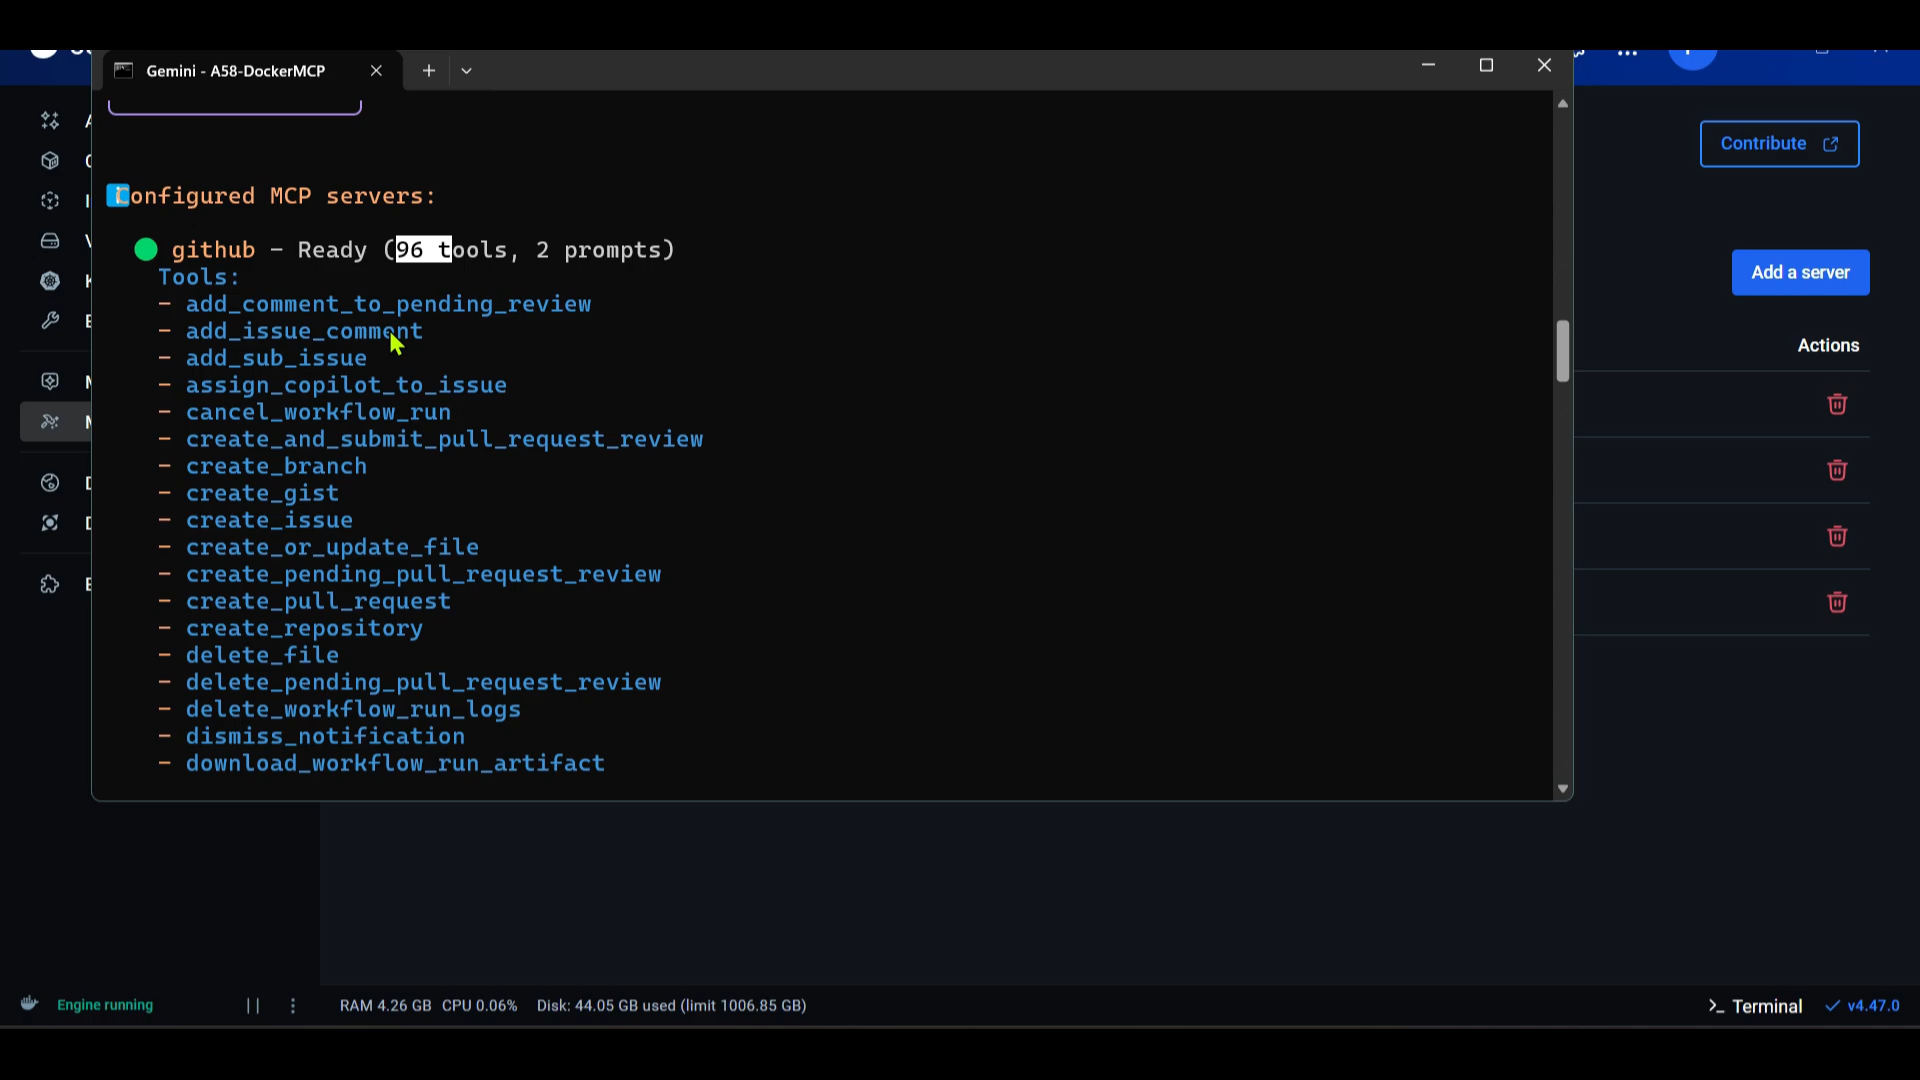 Gemini - A58-DockerMCP
Configured MCP servers:
github - Ready (96 tools, 2 prompts)
Tools:
- add_comment_to_pending_review
- add_issue_comment
- add_sub_issue
- assign_copilot_to_issue
- cancel_workflow_run
- create_and_submit_pull_request_review
- create_branch
- create_gist
- create_issue
- create_or_update_file
- create_pending_pull_request_review
- create_pull_request
- create_repository
- delete_file
- delete_pending_pull_request_review
- delete_workflow_run_logs
- dismiss_notification
- download_workflow_run_artifact
Contribute
Add a server
Actions
Engine running
RAM 4.26 GB CPU 0.06% Disk: 44.05 GB used (limit 1006.85 GB)
>_ Terminal
v4.47.0